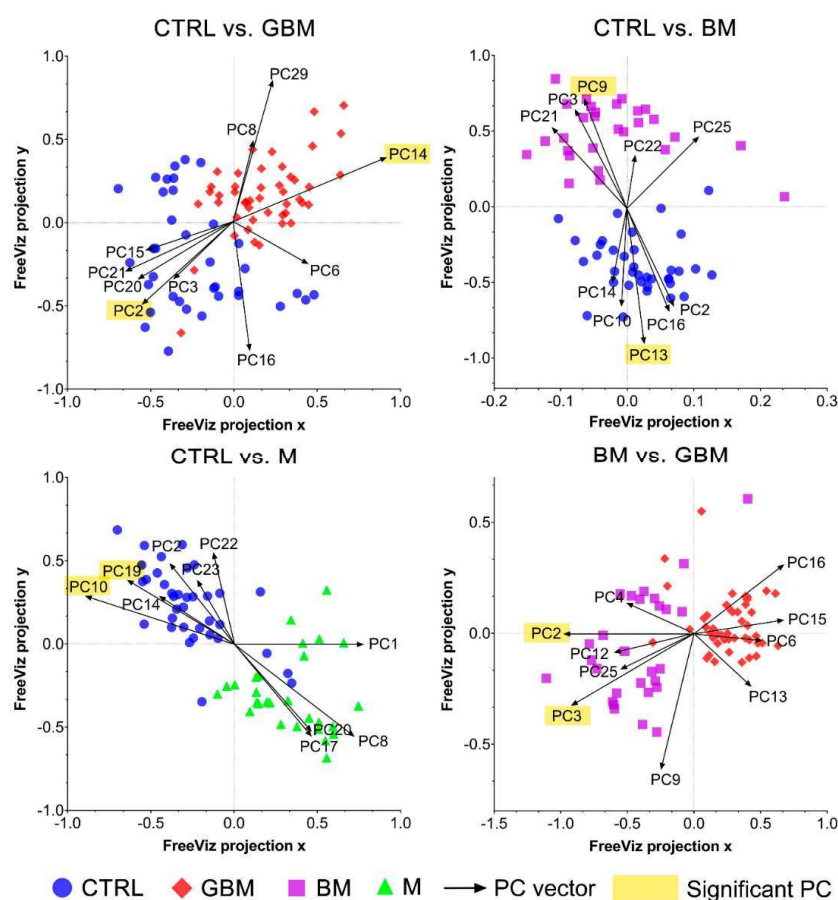 CTRL vs. GBM
CTRL vs. BM
1.0
PC29
PC8
PC14
0.5
0.0
PC15
PC21
PC20
PC3
PC6
PC2
PC16
-0.5
-1.0
-1.0
-0.5
0.0
0.5
1.0
FreeViz projection x
FreeViz projection y
1.0
PC9
PC3
PC21
PC25
PC22
0.5
0.0
PC14
PC10
PC16
PC2
PC13
-0.5
-1.0
-0.2
-0.1
0.0
0.1
0.2
0.3
FreeViz projection x
FreeViz projection y
CTRL vs. M
BM vs. GBM
1.0
PC2
PC22
PC19
PC23
PC10
PC14
0.5
0.0
PC1
PC20
PC17
PC8
-0.5
-1.0
-1.0
-0.5
0.0
0.5
1.0
FreeViz projection x
FreeViz projection y
0.5
PC16
PC4
PC15
PC2
PC6
0.0
PC12
PC25
PC13
PC3
PC9
-0.5
-1.5
-1.0
-0.5
0.0
0.5
1.0
FreeViz projection x
FreeViz projection y
CTRL GBM BM M PC vector Significant PC